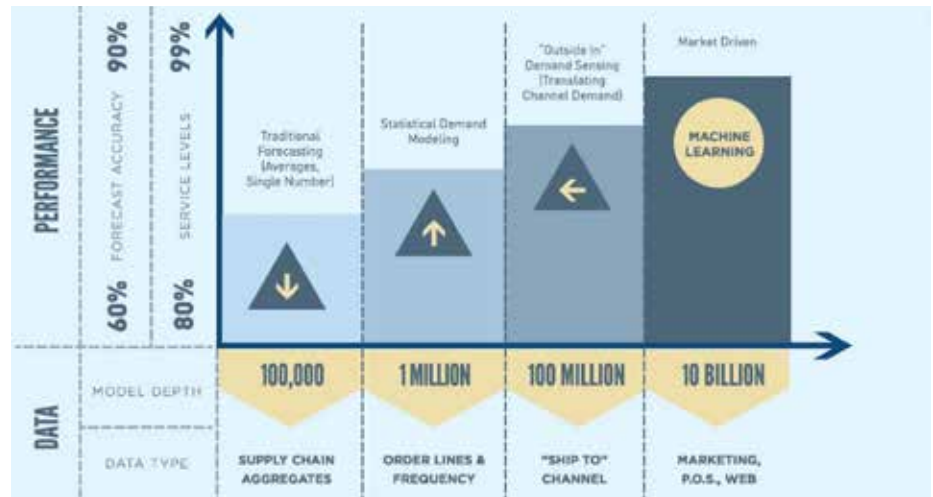 PERFORMANCE
60% FORECAST ACCURACY 90%
80% SERVICE LEVELS 99%
Traditional
Forecasting
(Averages,
Single Number)
Statistical Demand
Modeling
"Outside In"
Demand Sensing
(Translating
Channel Demand)
Market Driven
MACHINE
LEARNING
DATA
MODEL DEPTH
100,000
1 MILLION
100 MILLION
10 BILLION
DATA TYPE
SUPPLY CHAIN
AGGREGATES
ORDER LINES &
FREQUENCY
"SHIP TO"
CHANNEL
MARKETING,
P.O.S., WEB